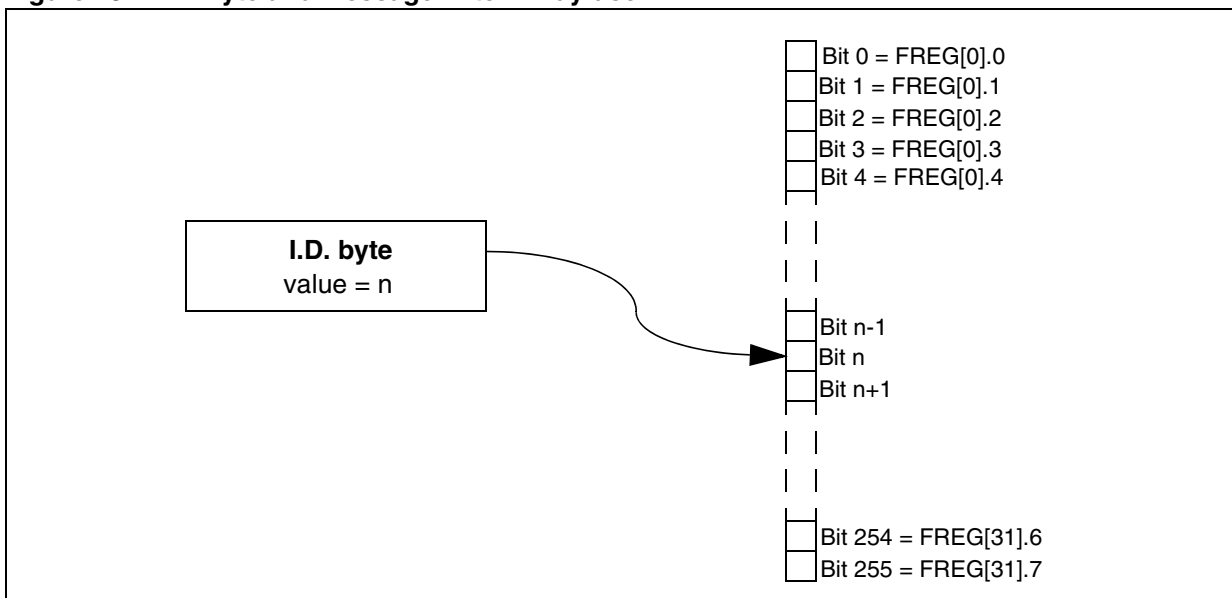 Bit 0 = FREG[0].0
Bit 1 = FREG[0].1
Bit 2 = FREG[0].2
Bit 3 = FREG[0].3
Bit 4 = FREG[0].4
I.D. byte
value = n
Bit n-1
Bit n
Bit n+1
Bit 254 = FREG[31].6
Bit 255 = FREG[31].7